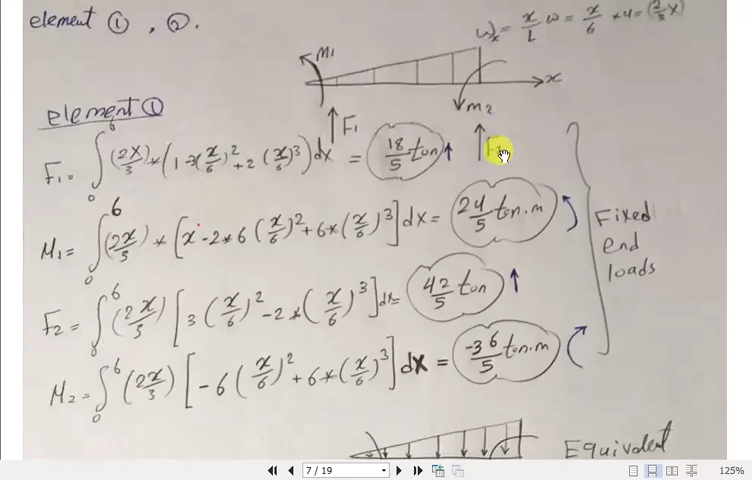 element ① , ②.
Wx = x/L w = x/6 *4 = (2/3 x)
M1
x
M2
element ①
F1
F1 = ∫₀⁶ (2x/3) * (1 -3(x/6)² +2 (x/6)³) dx = 18/5 ton ↑
M1 = ∫₀⁶ (2x/3) * [x - 2*6 (x/6)² + 6*(x/6)³] dx = 24/5 ton.m
F2 = ∫₀⁶ (2x/3) [3 (x/6)² - 2*(x/6)³] dx = 42/5 ton ↑
M2 = ∫₀⁶ (2x/3) [-6 (x/6)² + 6*(x/6)³] dx = -36/5 ton.m
Fixed
end
loads
Equivalent
7 / 19
125%